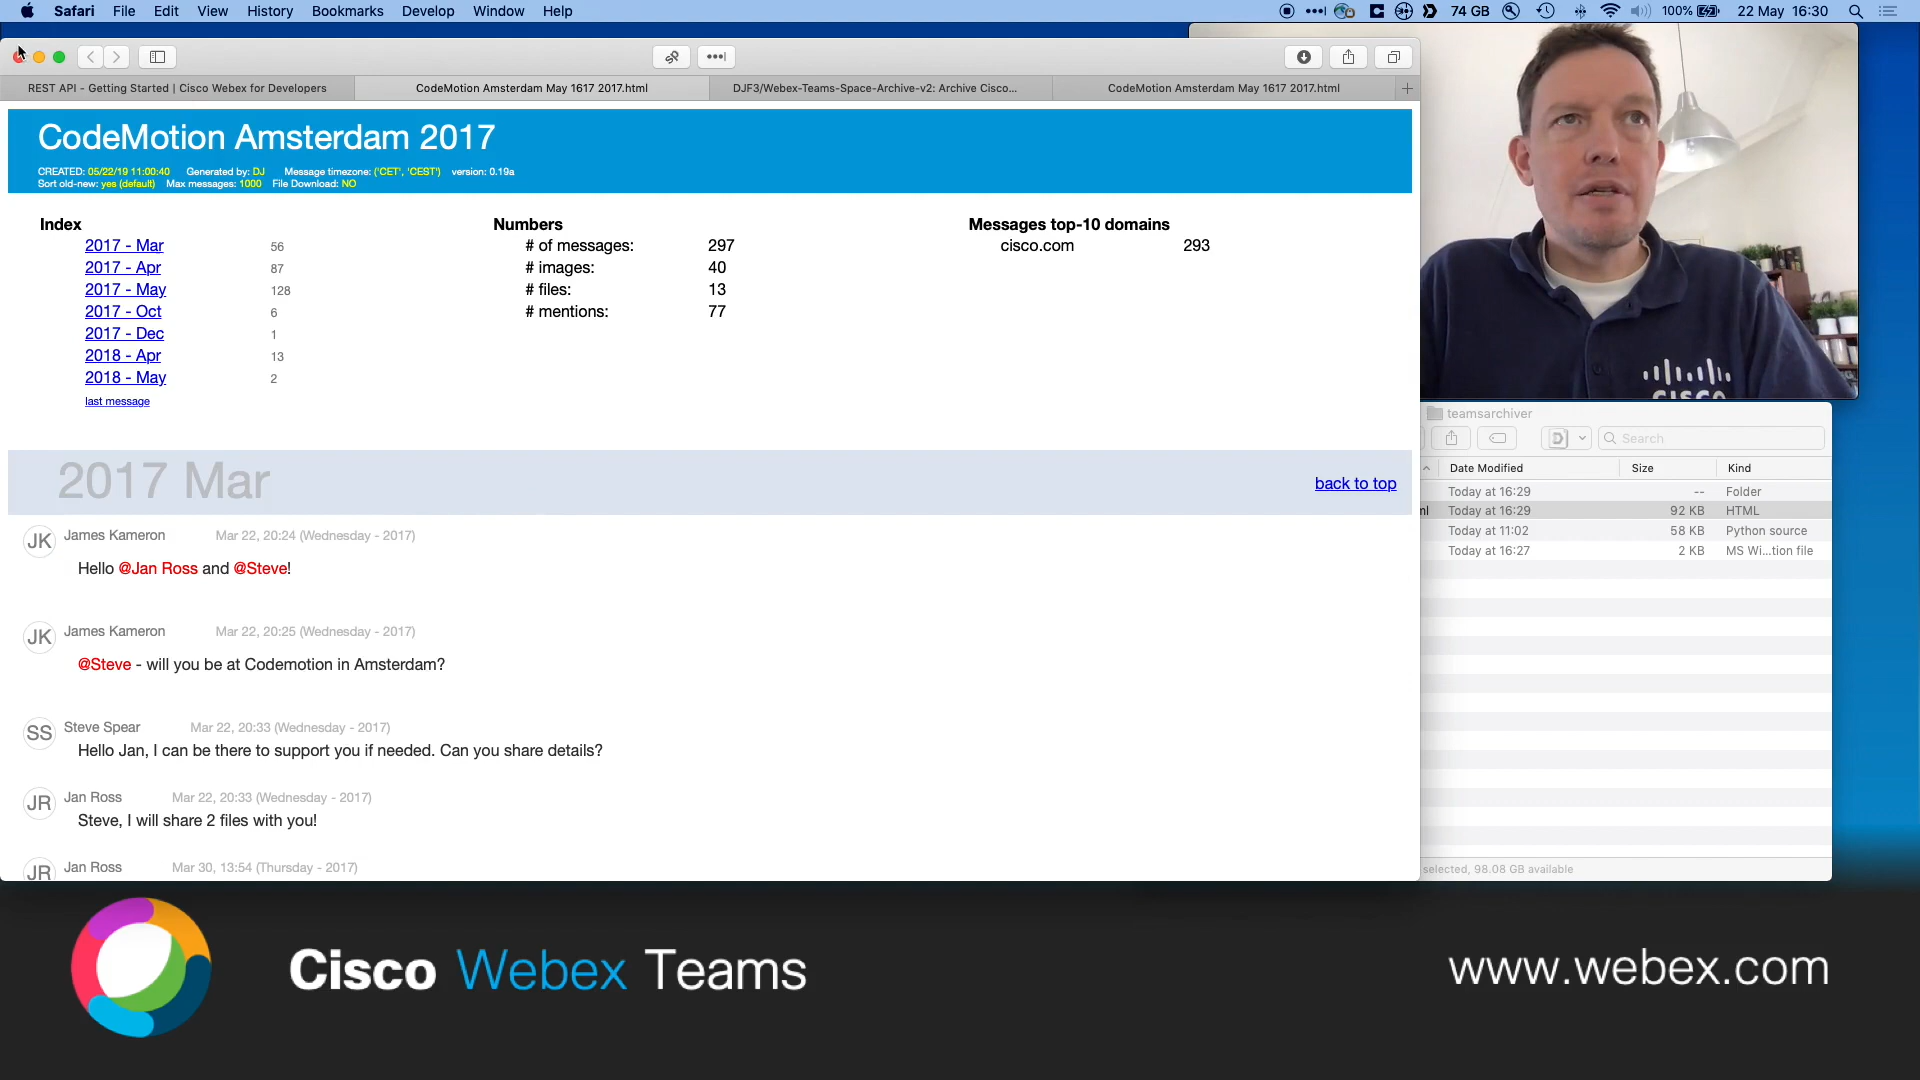 Safari File Edit View History Bookmarks Develop Window Help
74 GB 100% 22 May 16:30
REST API - Getting Started | Cisco Webex for Developers
CodeMotion Amsterdam May 1617 2017.html
DJF3/Webex-Teams-Space-Archive-v2: Archive Cisco...
CodeMotion Amsterdam May 1617 2017.html
CodeMotion Amsterdam 2017
CREATED: 05/22/19 11:00:40 Generated by: DJ Message timezone: ('CET', 'CEST') version: 0.19a
Sort old-new: yes (default) Max messages: 1000 File Download: NO
Index
2017 - Mar 56
2017 - Apr 87
2017 - May 128
2017 - Oct 6
2017 - Dec 1
2018 - Apr 13
2018 - May 2
last message
Numbers
# of messages: 297
# images: 40
# files: 13
# mentions: 77
Messages top-10 domains
cisco.com 293
2017 Mar
back to top
JK James Kameron Mar 22, 20:24 (Wednesday - 2017)
Hello @Jan Ross and @Steve!
JK James Kameron Mar 22, 20:25 (Wednesday - 2017)
@Steve - will you be at Codemotion in Amsterdam?
SS Steve Spear Mar 22, 20:33 (Wednesday - 2017)
Hello Jan, I can be there to support you if needed. Can you share details?
JR Jan Ross Mar 22, 20:33 (Wednesday - 2017)
Steve, I will share 2 files with you!
JR Jan Ross Mar 30, 13:54 (Thursday - 2017)
CISCO
teamsarchiver
D Search
Date Modified Size Kind
Today at 16:29 -- Folder
ml Today at 16:29 92 KB HTML
Today at 11:02 58 KB Python source
Today at 16:27 2 KB MS Wi...tion file
selected, 98.08 GB available
Cisco Webex Teams
www.webex.com